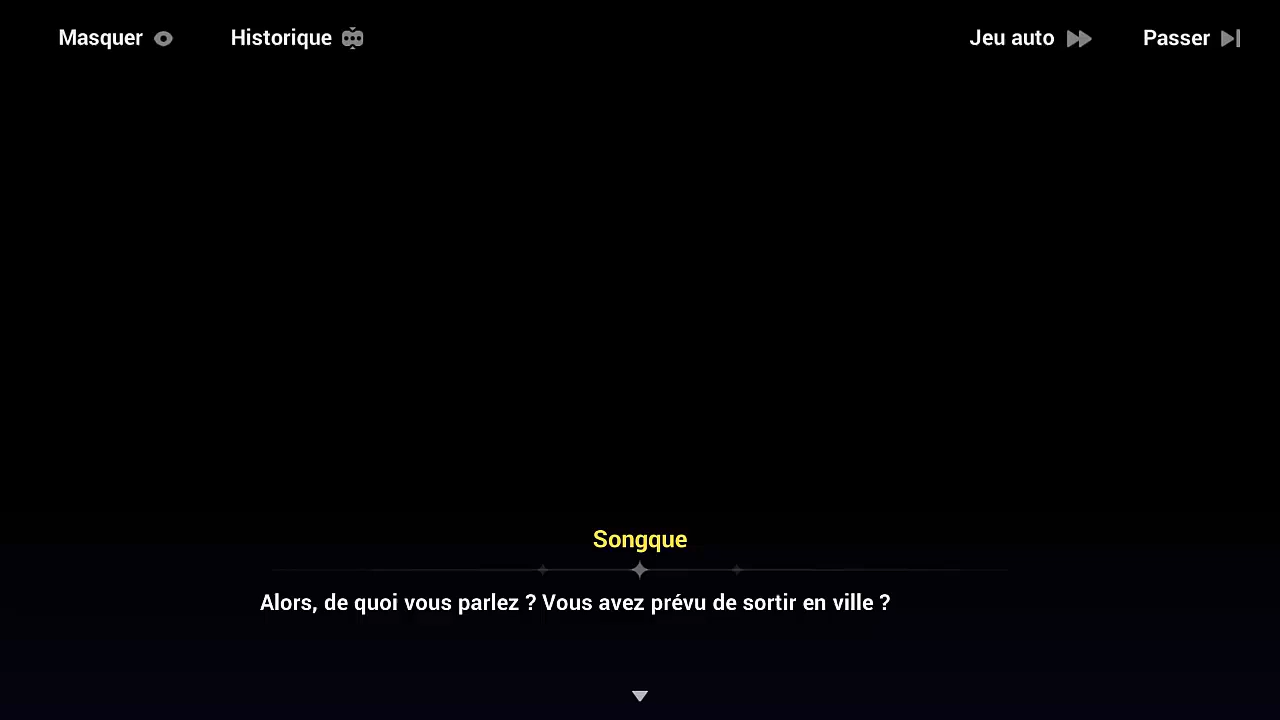 Masquer
Historique
Jeu auto
Passer
Songque
Alors, de quoi vous parlez ? Vous avez prévu de sortir en ville ?